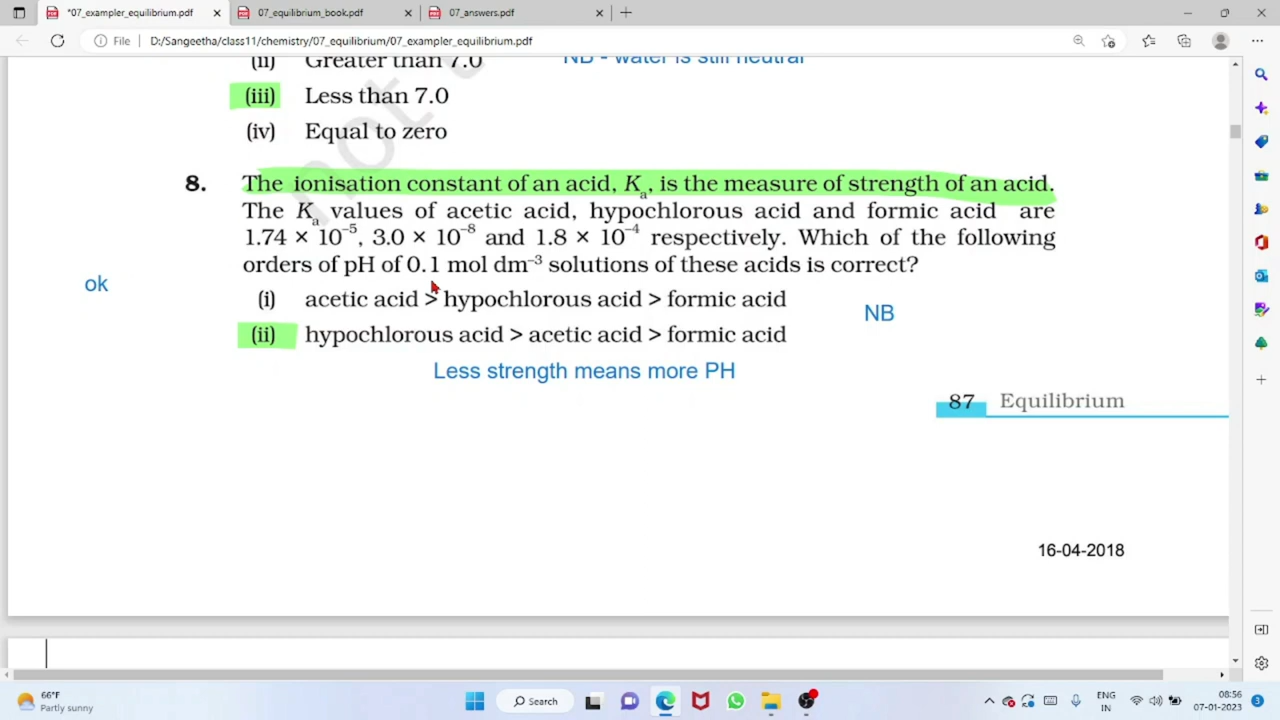 *07_exampler_equilibrium.pdf
07_equilibrium_book.pdf
07_answers.pdf
File D:/Sangeetha/class11/chemistry/07_equilibrium/07_exampler_equilibrium.pdf
(ii) Greater than 7.0
NB - water is still neutral
not
(iii) Less than 7.0
(iv) Equal to zero
8. The ionisation constant of an acid, Ka, is the measure of strength of an acid.
The Ka values of acetic acid, hypochlorous acid and formic acid are
1.74 × 10⁻⁵, 3.0 × 10⁻⁸ and 1.8 × 10⁻⁴ respectively. Which of the following
orders of pH of 0.1 mol dm⁻³ solutions of these acids is correct?
ok
(i) acetic acid > hypochlorous acid > formic acid
NB
(ii) hypochlorous acid > acetic acid > formic acid
Less strength means more PH
87 Equilibrium
16-04-2018
66°F
Partly sunny
Search
ENG
IN
08:56
07-01-2023
3